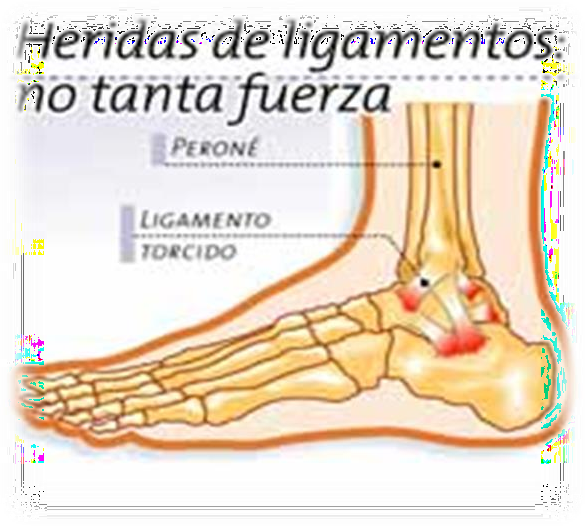 Heridas de ligamentos:
no tanta fuerza
PERONÉ
LIGAMENTO
TORCIDO